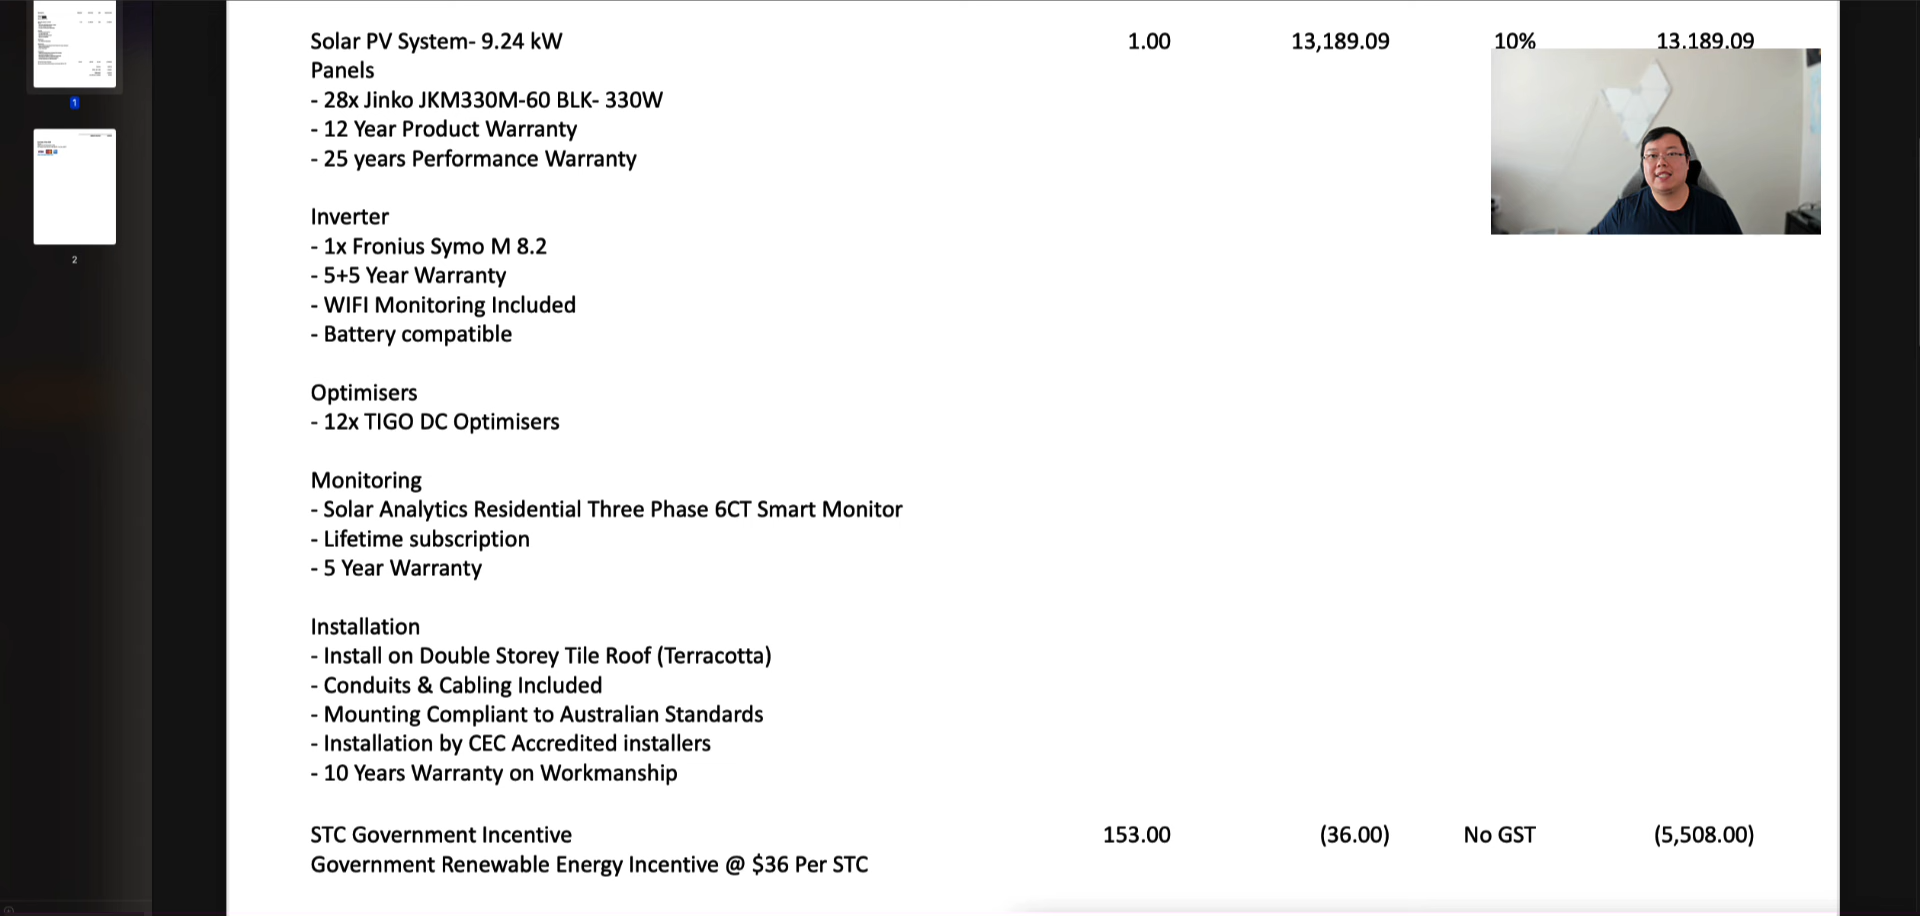 Solar PV System- 9.24 kW 1.00 13,189.09 10% 13,189.09
Panels
- 28x Jinko JKM330M-60 BLK- 330W
- 12 Year Product Warranty
- 25 years Performance Warranty
Inverter
- 1x Fronius Symo M 8.2
- 5+5 Year Warranty
- WIFI Monitoring Included
- Battery compatible
Optimisers
- 12x TIGO DC Optimisers
Monitoring
- Solar Analytics Residential Three Phase 6CT Smart Monitor
- Lifetime subscription
- 5 Year Warranty
Installation
- Install on Double Storey Tile Roof (Terracotta)
- Conduits & Cabling Included
- Mounting Compliant to Australian Standards
- Installation by CEC Accredited installers
- 10 Years Warranty on Workmanship
STC Government Incentive 153.00 (36.00) No GST (5,508.00)
Government Renewable Energy Incentive @ $36 Per STC
1
2